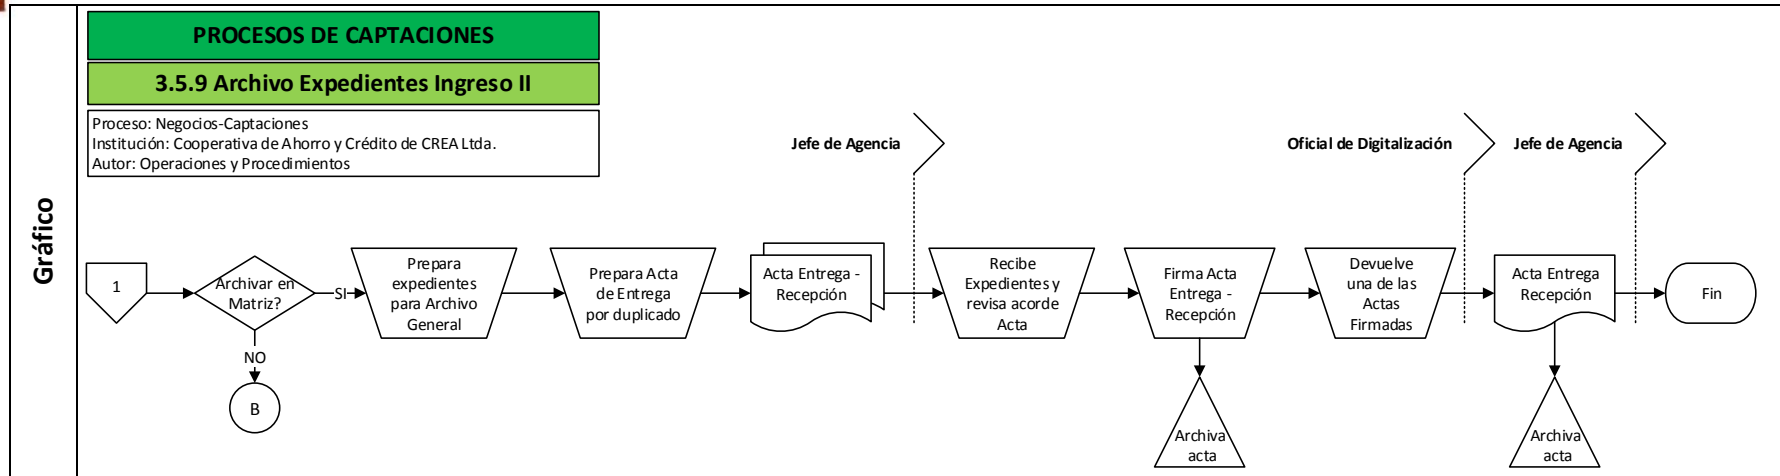 Gráfico
PROCESOS DE CAPTACIONES
3.5.9 Archivo Expedientes Ingreso II
Proceso: Negocios-Captaciones
Institución: Cooperativa de Ahorro y Crédito de CREA Ltda.
Autor: Operaciones y Procedimientos
Jefe de Agencia
Oficial de Digitalización
Jefe de Agencia
1
Archivar en
Matriz?
SI
NO
B
Prepara
expedientes
para Archivo
General
Prepara Acta
de Entrega
por duplicado
Acta Entrega -
Recepción
Recibe
Expedientes y
revisa acorde
Acta
Firma Acta
Entrega -
Recepción
Archiva
acta
Devuelve
una de las
Actas
Firmadas
Acta Entrega
Recepción
Archiva
acta
Fin